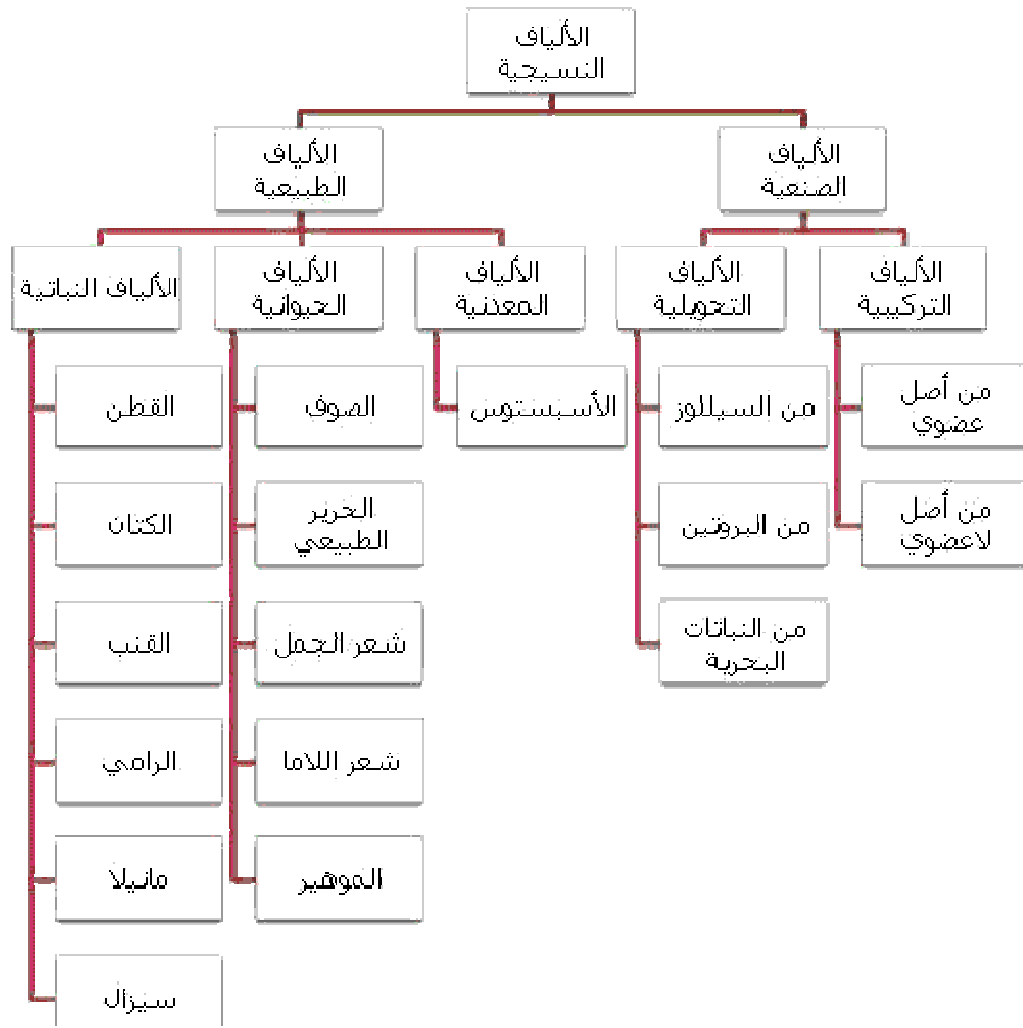 الألياف
النسيجية
الألياف
الصنعية
الألياف
الطبيعية
الألياف
التركيبية
الألياف
التحويلية
الألياف
المعدنية
الألياف
الحيوانية
الألياف النباتية
من أصل
عضوي
من أصل
لاعضوي
من السيللوز
من البروتين
من النباتات
البحرية
الأسبستوس
الصوف
الحرير
الطبيعي
شعر الجمل
شعر اللاما
الموهير
القطن
الكتان
القنب
الرامي
مانيلا
سيزال